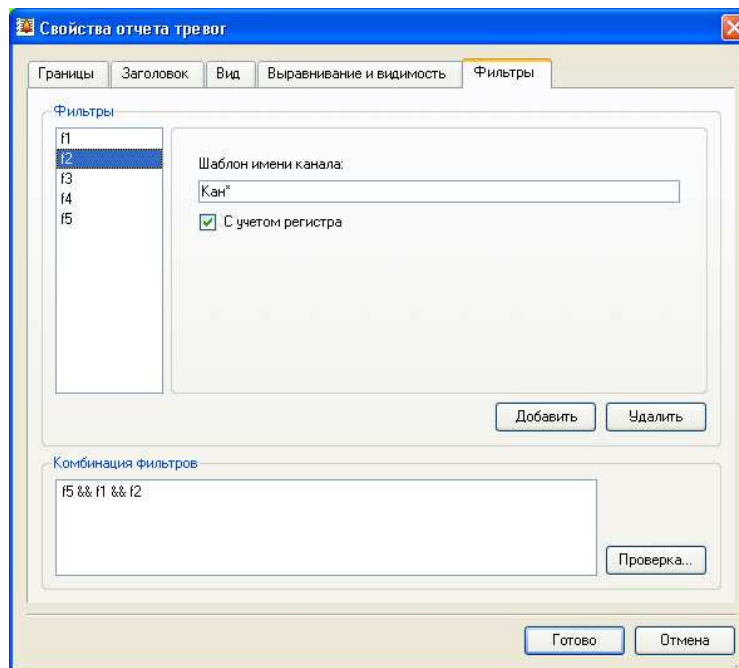 Свойства отчета тревог
Границы Заголовок Вид Выравнивание и видимость Фильтры
Фильтры
f1
f2
f3
f4
f5
Шаблон имени канала:
Кан*
С учетом регистра
Добавить Удалить
Комбинация фильтров
f5 && f1 && f2
Проверка...
Готово Отмена